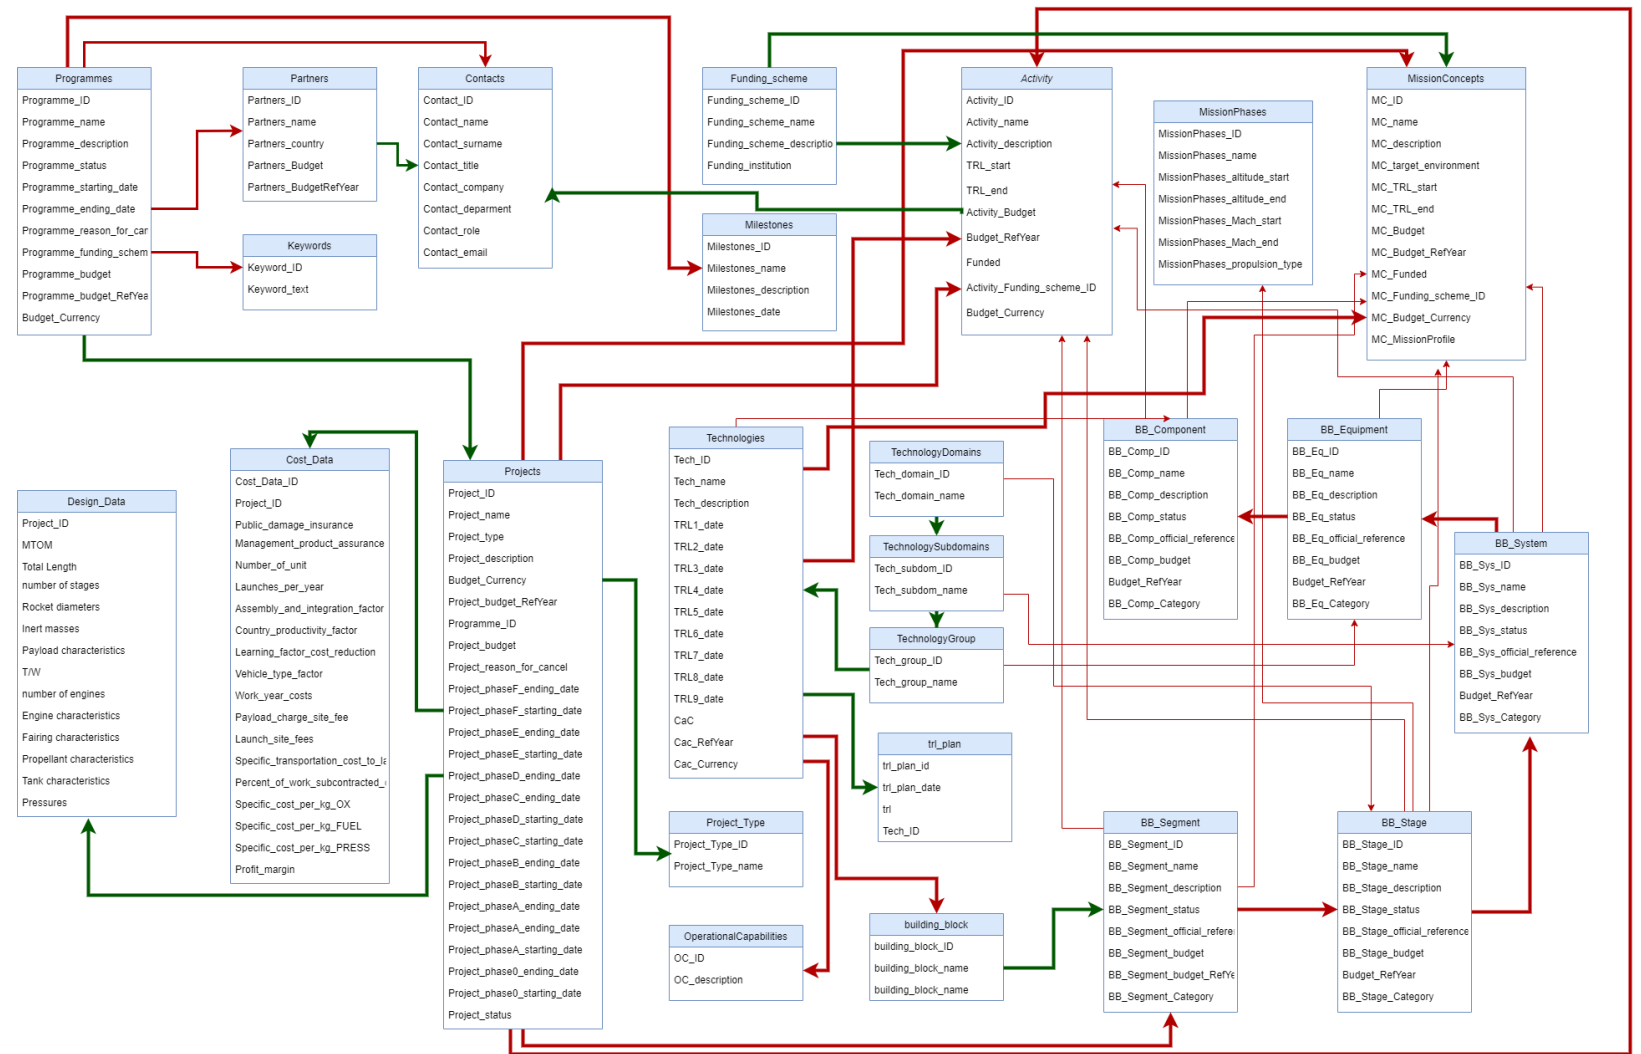 Programmes
Programme_ID
Programme_name
Programme_description
Programme_status
Programme_starting_date
Programme_ending_date
Programme_reason_for_car
Programme_funding_schem
Programme_budget
Programme_budget_RefYea
Budget_Currency
Partners
Partners_ID
Partners_name
Partners_country
Partners_Budget
Partners_BudgetRefYear
Keywords
Keyword_ID
Keyword_text
Contacts
Contact_ID
Contact_name
Contact_surname
Contact_title
Contact_company
Contact_deparment
Contact_role
Contact_email
Funding_scheme
Funding_scheme_ID
Funding_scheme_name
Funding_scheme_descriptio
Funding_institution
Milestones
Milestones_ID
Milestones_name
Milestones_description
Milestones_date
Activity
Activity_ID
Activity_name
Activity_description
TRL_start
TRL_end
Activity_Budget
Budget_RefYear
Funded
Activity_Funding_scheme_ID
Budget_Currency
MissionPhases
MissionPhases_ID
MissionPhases_name
MissionPhases_altitude_start
MissionPhases_altitude_end
MissionPhases_Mach_start
MissionPhases_Mach_end
MissionPhases_propulsion_type
MissionConcepts
MC_ID
MC_name
MC_description
MC_target_environment
MC_TRL_start
MC_TRL_end
MC_Budget
MC_Budget_RefYear
MC_Funded
MC_Funding_scheme_ID
MC_Budget_Currency
MC_MissionProfile
Design_Data
Project_ID
MTOM
Total Length
number of stages
Rocket diameters
Inert masses
Payload characteristics
T/W
number of engines
Engine characteristics
Fairing characteristics
Propellant characteristics
Tank characteristics
Pressures
Cost_Data
Cost_Data_ID
Project_ID
Public_damage_insurance
Management_product_assurance
Number_of_unit
Launches_per_year
Assembly_and_integration_factor
Country_productivity_factor
Learning_factor_cost_reduction
Vehicle_type_factor
Work_year_costs
Payload_charge_site_fee
Launch_site_fees
Specific_transportation_cost_to_la
Percent_of_work_subcontracted_
Specific_cost_per_kg_OX
Specific_cost_per_kg_FUEL
Specific_cost_per_kg_PRESS
Profit_margin
Projects
Project_ID
Project_name
Project_type
Project_description
Budget_Currency
Project_budget_RefYear
Programme_ID
Project_budget
Project_reason_for_cancel
Project_phaseF_ending_date
Project_phaseF_starting_date
Project_phaseE_ending_date
Project_phaseE_starting_date
Project_phaseD_ending_date
Project_phaseC_ending_date
Project_phaseD_starting_date
Project_phaseC_starting_date
Project_phaseB_ending_date
Project_phaseB_starting_date
Project_phaseA_ending_date
Project_phaseA_ending_date
Project_phaseA_starting_date
Project_phase0_ending_date
Project_phase0_starting_date
Project_status
Technologies
Tech_ID
Tech_name
Tech_description
TRL1_date
TRL2_date
TRL3_date
TRL4_date
TRL5_date
TRL6_date
TRL7_date
TRL8_date
TRL9_date
CaC
Cac_RefYear
Cac_Currency
Project_Type
Project_Type_ID
Project_Type_name
OperationalCapabilities
OC_ID
OC_description
TechnologyDomains
Tech_domain_ID
Tech_domain_name
TechnologySubdomains
Tech_subdom_ID
Tech_subdom_name
TechnologyGroup
Tech_group_ID
Tech_group_name
trl_plan
trl_plan_id
trl_plan_date
trl
Tech_ID
building_block
building_block_ID
building_block_name
building_block_name
BB_Component
BB_Comp_ID
BB_Comp_name
BB_Comp_description
BB_Comp_status
BB_Comp_official_reference
BB_Comp_budget
Budget_RefYear
BB_Comp_Category
BB_Equipment
BB_Eq_ID
BB_Eq_name
BB_Eq_description
BB_Eq_status
BB_Eq_official_reference
BB_Eq_budget
Budget_RefYear
BB_Eq_Category
BB_System
BB_Sys_ID
BB_Sys_name
BB_Sys_description
BB_Sys_status
BB_Sys_official_reference
BB_Sys_budget
Budget_RefYear
BB_Sys_Category
BB_Segment
BB_Segment_ID
BB_Segment_name
BB_Segment_description
BB_Segment_status
BB_Segment_official_refere
BB_Segment_budget
BB_Segment_budget_RefYe
BB_Segment_Category
BB_Stage
BB_Stage_ID
BB_Stage_name
BB_Stage_description
BB_Stage_status
BB_Stage_official_reference
BB_Stage_budget
Budget_RefYear
BB_Stage_Category